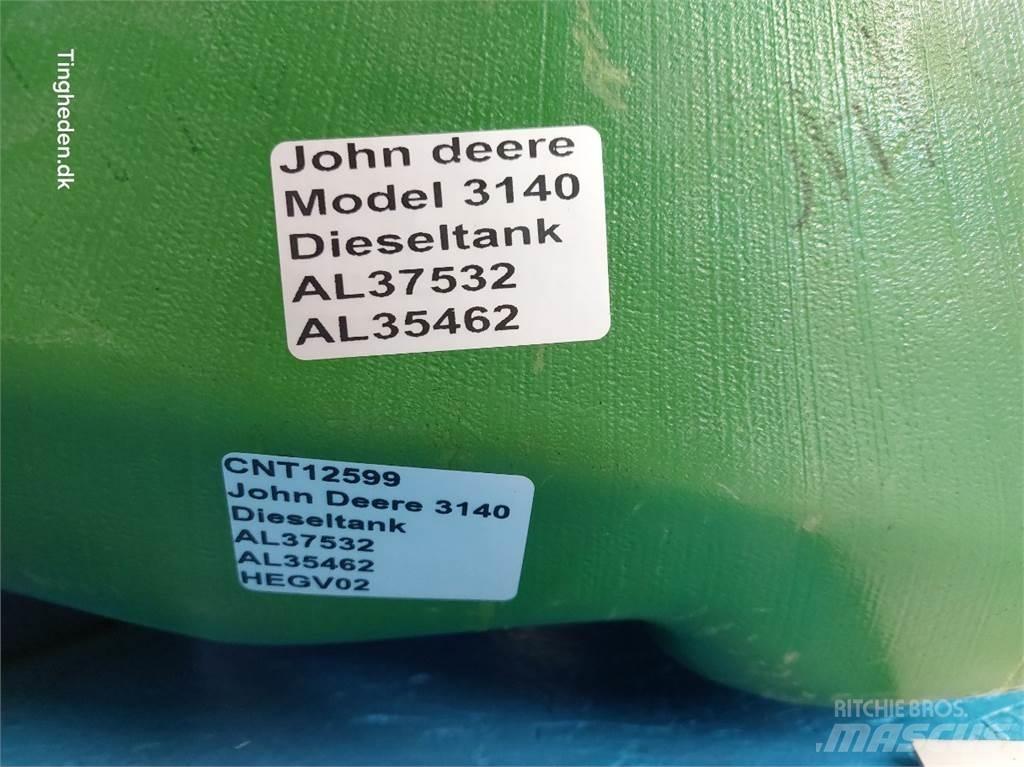 Tingheden.dk
John deere
Model 3140
Dieseltank
AL37532
AL35462
CNT12599
John Deere 3140
Dieseltank
AL37532
AL35462
HEGV02
RITCHIE BROS.
MASCUS